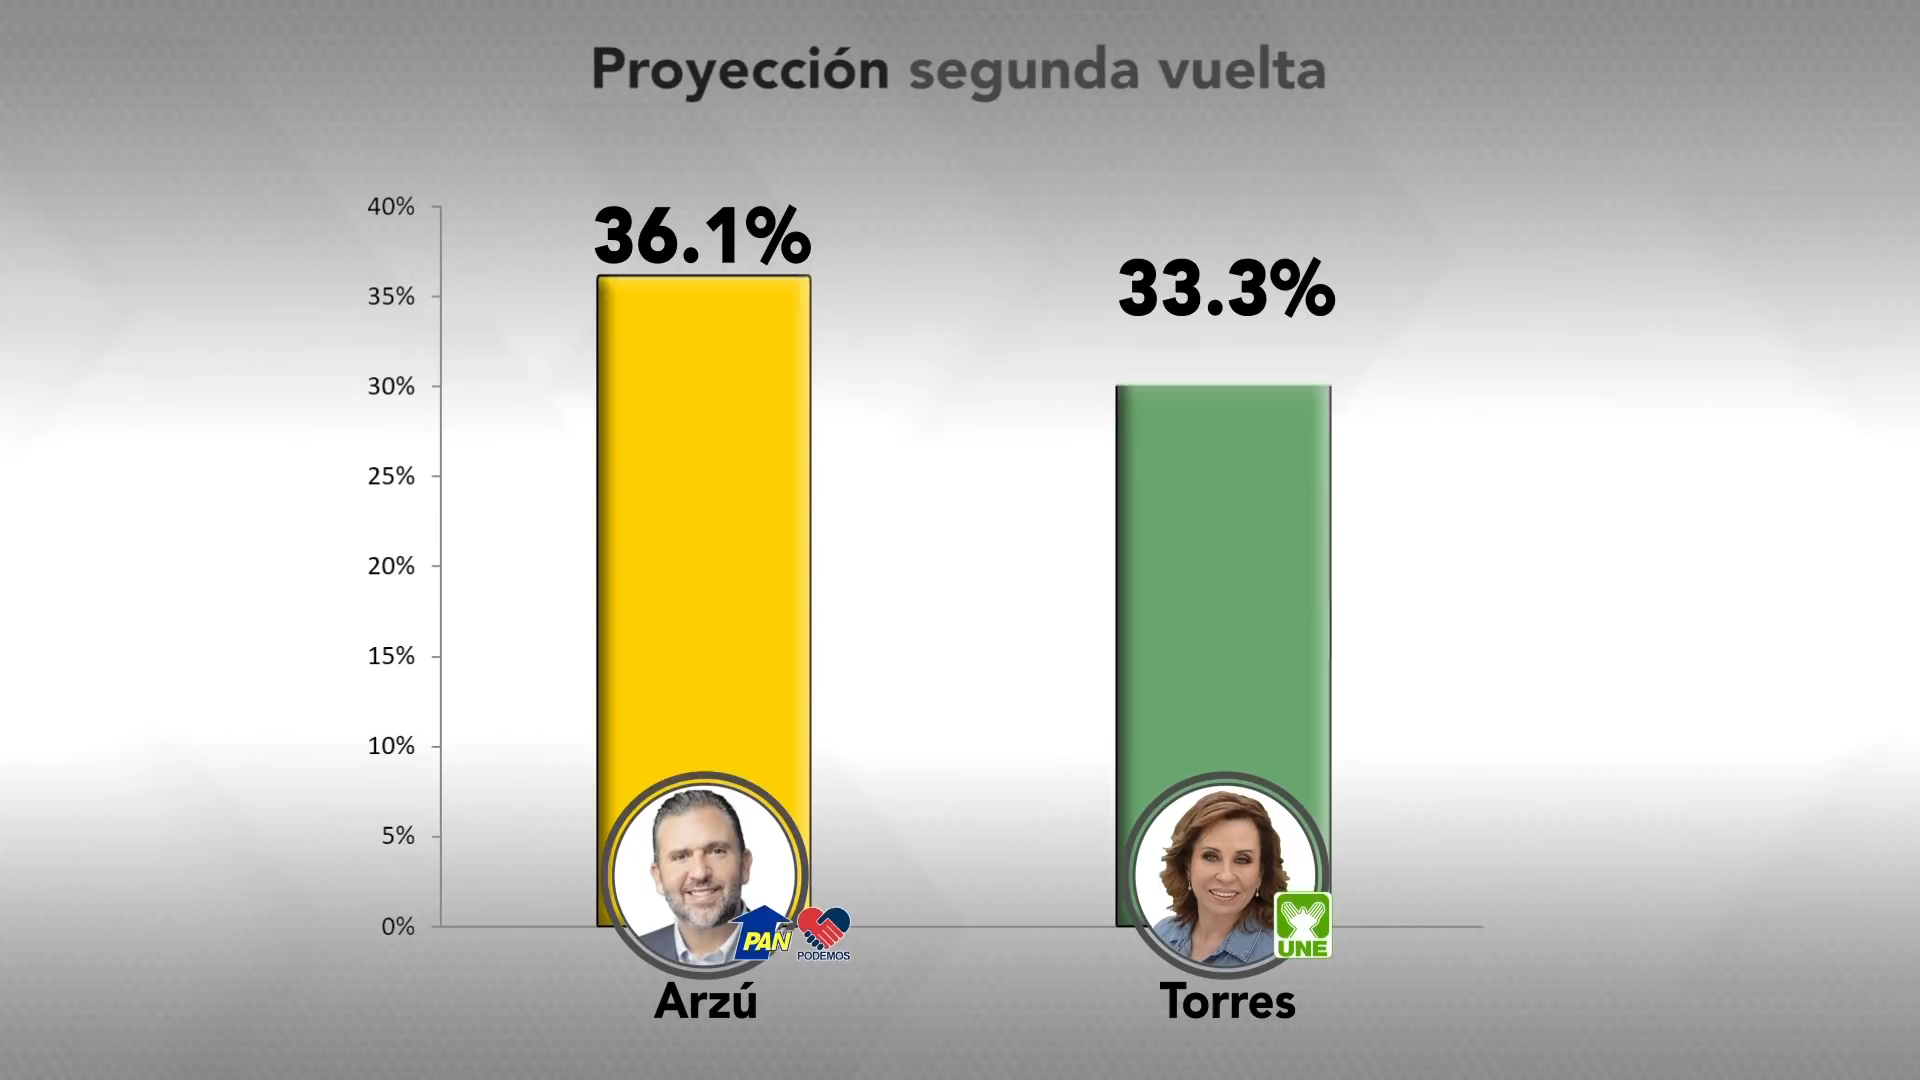 Proyección segunda vuelta
36.1%
33.3%
40%
35%
30%
25%
20%
15%
10%
5%
0%
PAN
PODEMOS
UNE
Arzú
Torres